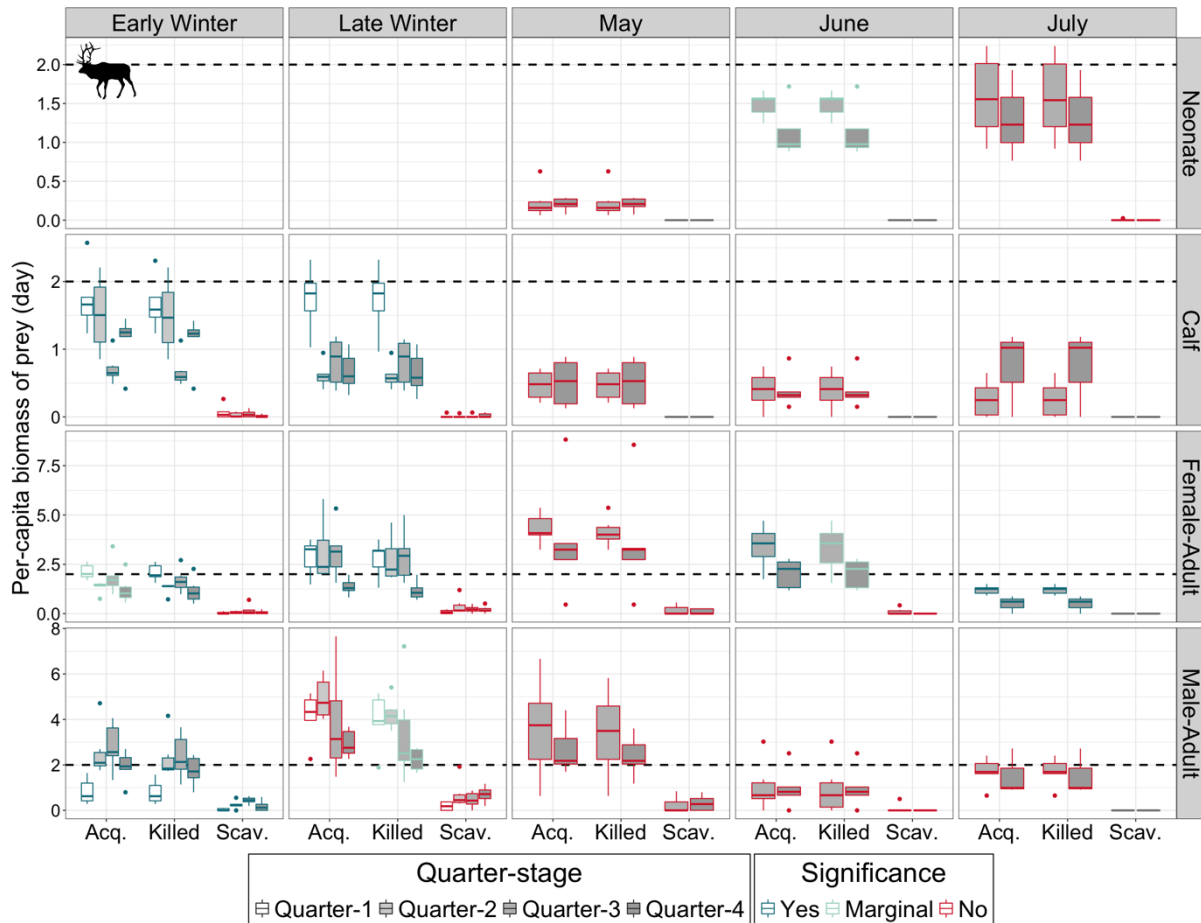 Early Winter Late Winter May June July
Per-capita biomass of prey (day)
2.0
1.5
1.0
0.5
0.0
Neonate
2
1
0
Calf
7.5
5.0
2.5
0.0
Female-Adult
8
6
4
2
0
Male-Adult
Acq. Killed Scav. Acq. Killed Scav. Acq. Killed Scav. Acq. Killed Scav. Acq. Killed Scav.
Quarter-stage
Quarter-1 Quarter-2 Quarter-3 Quarter-4
Significance
Yes Marginal No